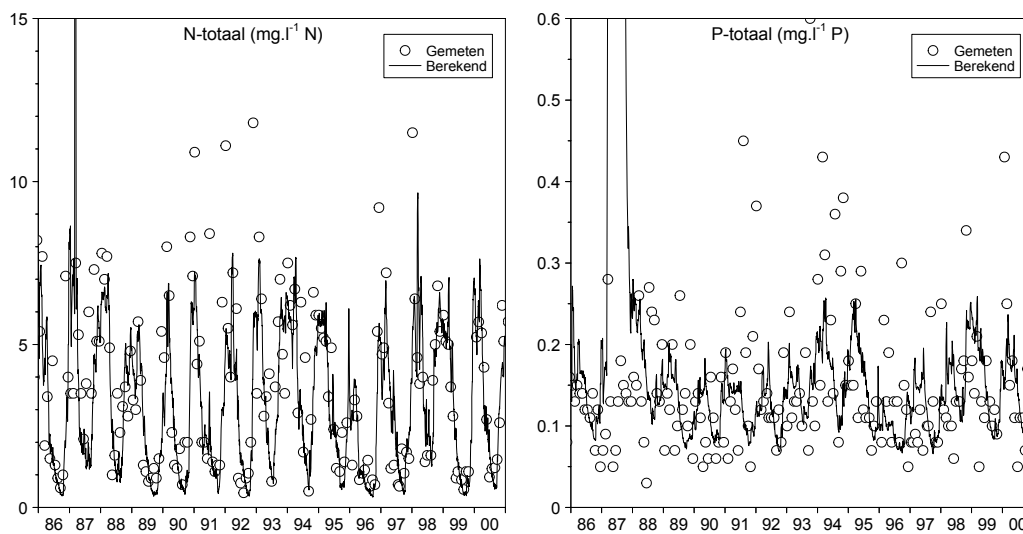 N-totaal (mg.l⁻¹ N)
Gemeten
Berekend
15
10
5
0
86 87 88 89 90 91 92 93 94 95 96 97 98 99 00
P-totaal (mg.l⁻¹ P)
Gemeten
Berekend
0.6
0.5
0.4
0.3
0.2
0.1
0
86 87 88 89 90 91 92 93 94 95 96 97 98 99 00